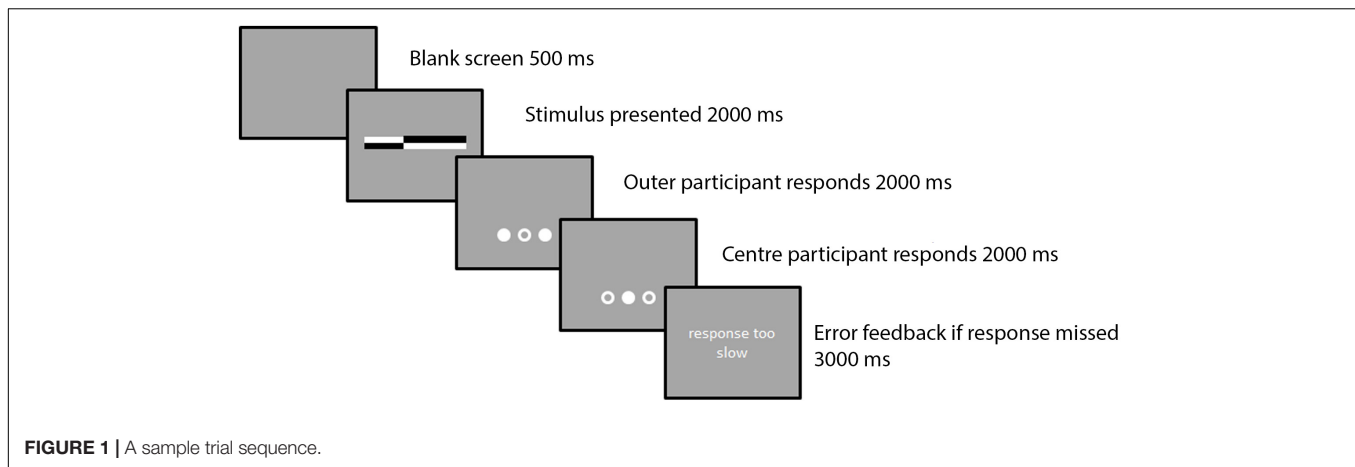 Blank screen 500 ms
Stimulus presented 2000 ms
Outer participant responds 2000 ms
Centre participant responds 2000 ms
response too
slow
Error feedback if response missed
3000 ms
FIGURE 1 | A sample trial sequence.